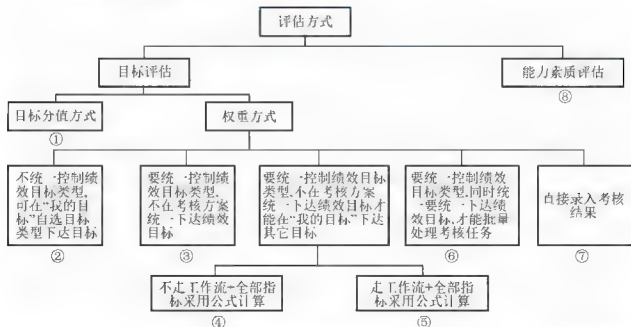 评估方式
目标评估
能力素质评估
⑧
目标分值方式
①
权重方式
不统一控制绩
效目标类型,
可在“我的目
标”自选目标
类型下达目标
②
要统一控制绩
效目标类型,
不在考核方案
统一下达绩效
目标
③
要统一控制绩效目标
类型,不在考核方案
统一下达绩效目标才
能在“我的目标”下达
其它目标
要统一控制绩效
目标类型,同时统
一要统一下达绩
效目标,才能批量
处理考核任务
⑥
直接录入考核
结果
⑦
不走工作流+全部指
标采用公式计算
④
走工作流+全部指
标采用公式计算
⑤